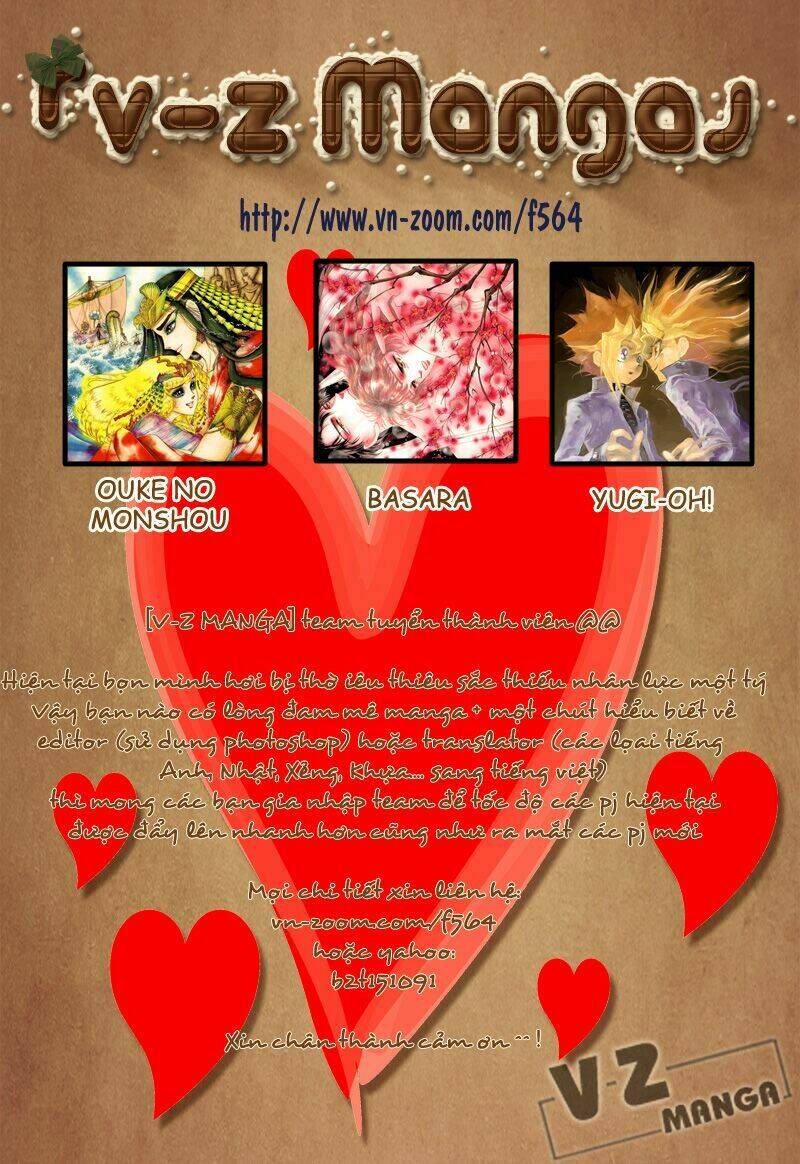 [V-Z Mangas]
http://www.vn-zoom.com/f564
OUKE NO
MONSHOU
BASARA
YUGI-OH!
[V-Z MANGA] team tuyển thành viên @@
Hiện tại bọn mình hơi bị thờ iêu thiêu sắc thiếu nhân lực một tý
Vậy bạn nào có lòng đam mê manga + một chút hiểu biết về
editor (sử dụng photoshop) hoặc translator (các lọai tiếng
Anh, Nhật, Xẻng, Khựa... sang tiếng việt)
thì mong các bạn gia nhập team để tốc độ các pj hiện tại
được đẩy lên nhanh hơn cũng như ra mắt các pj mới
Mọi chi tiết xin liên hệ:
vn-zoom.com/f564
hoặc yahoo:
b2t151091
Xin chân thành cảm ơn ^^ !
V-Z
MANGA